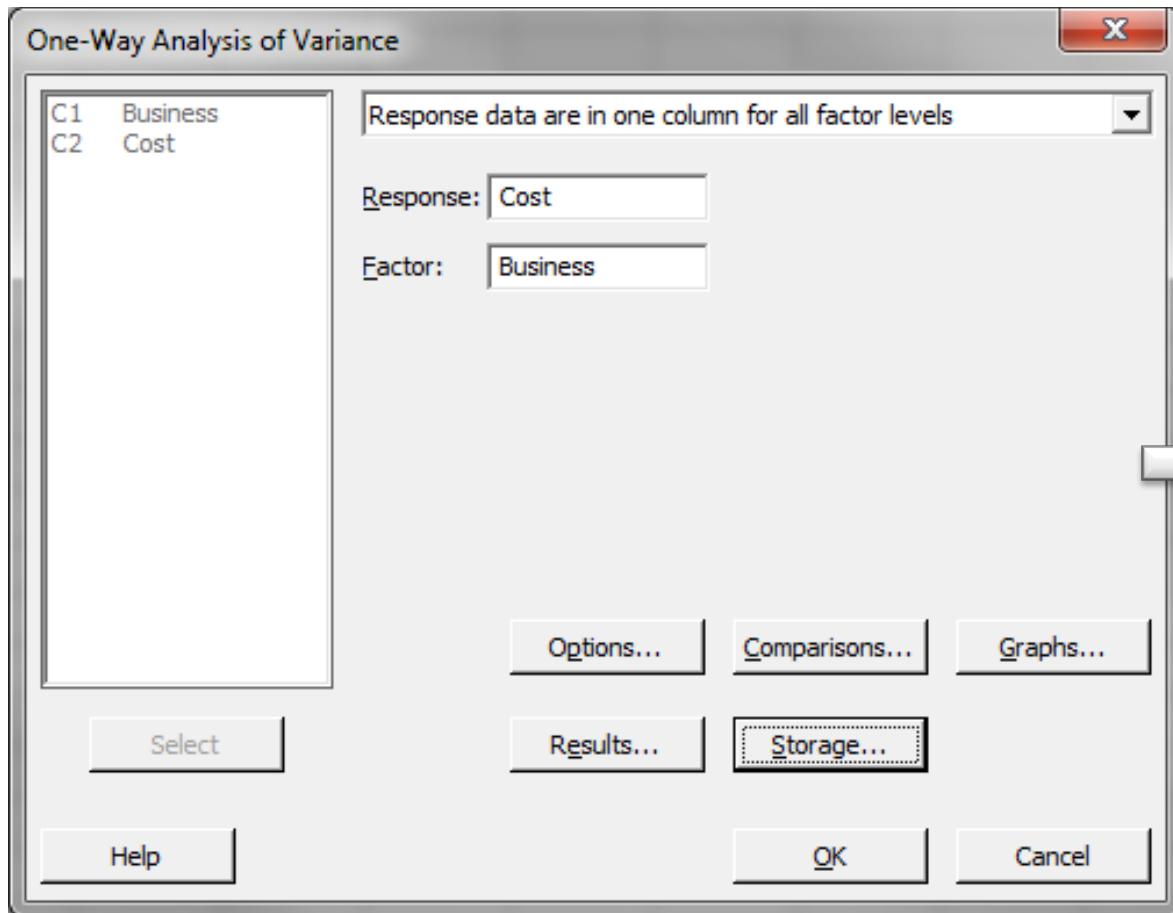 One-Way Analysis of Variance
X
C1 Business
C2 Cost
Response data are in one column for all factor levels
Response: Cost
Factor: Business
Options... Comparisons... Graphs...
Select Results... Storage...
Help OK Cancel